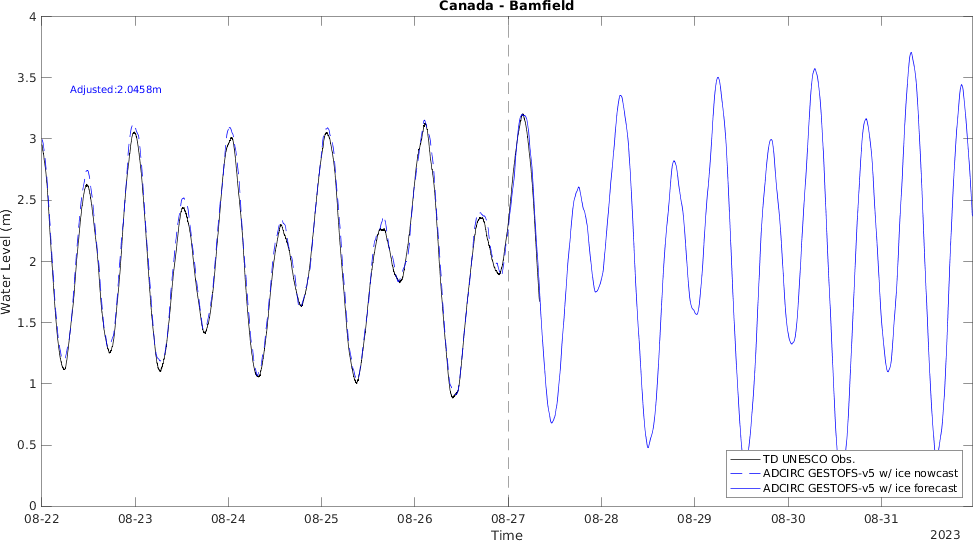 Canada - Bamfield
4
3.5
3
2.5
2
1.5
1
0.5
0
Water Level (m)
Adjusted:2.0458m
TD UNESCO Obs.
ADCIRC GESTOFS-v5 w/ ice nowcast
ADCIRC GESTOFS-v5 w/ ice forecast
08-22 08-23 08-24 08-25 08-26 08-27 08-28 08-29 08-30 08-31
Time
2023